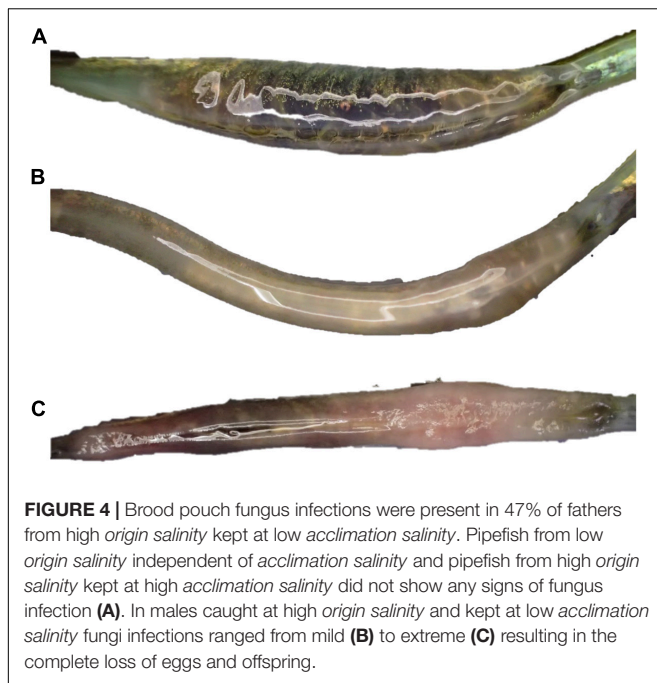 A
B
C
FIGURE 4 | Brood pouch fungus infections were present in 47% of fathers
from high origin salinity kept at low acclimation salinity. Pipefish from low
origin salinity independent of acclimation salinity and pipefish from high origin
salinity kept at high acclimation salinity did not show any signs of fungus
infection (A). In males caught at high origin salinity and kept at low acclimation
salinity fungi infections ranged from mild (B) to extreme (C) resulting in the
complete loss of eggs and offspring.